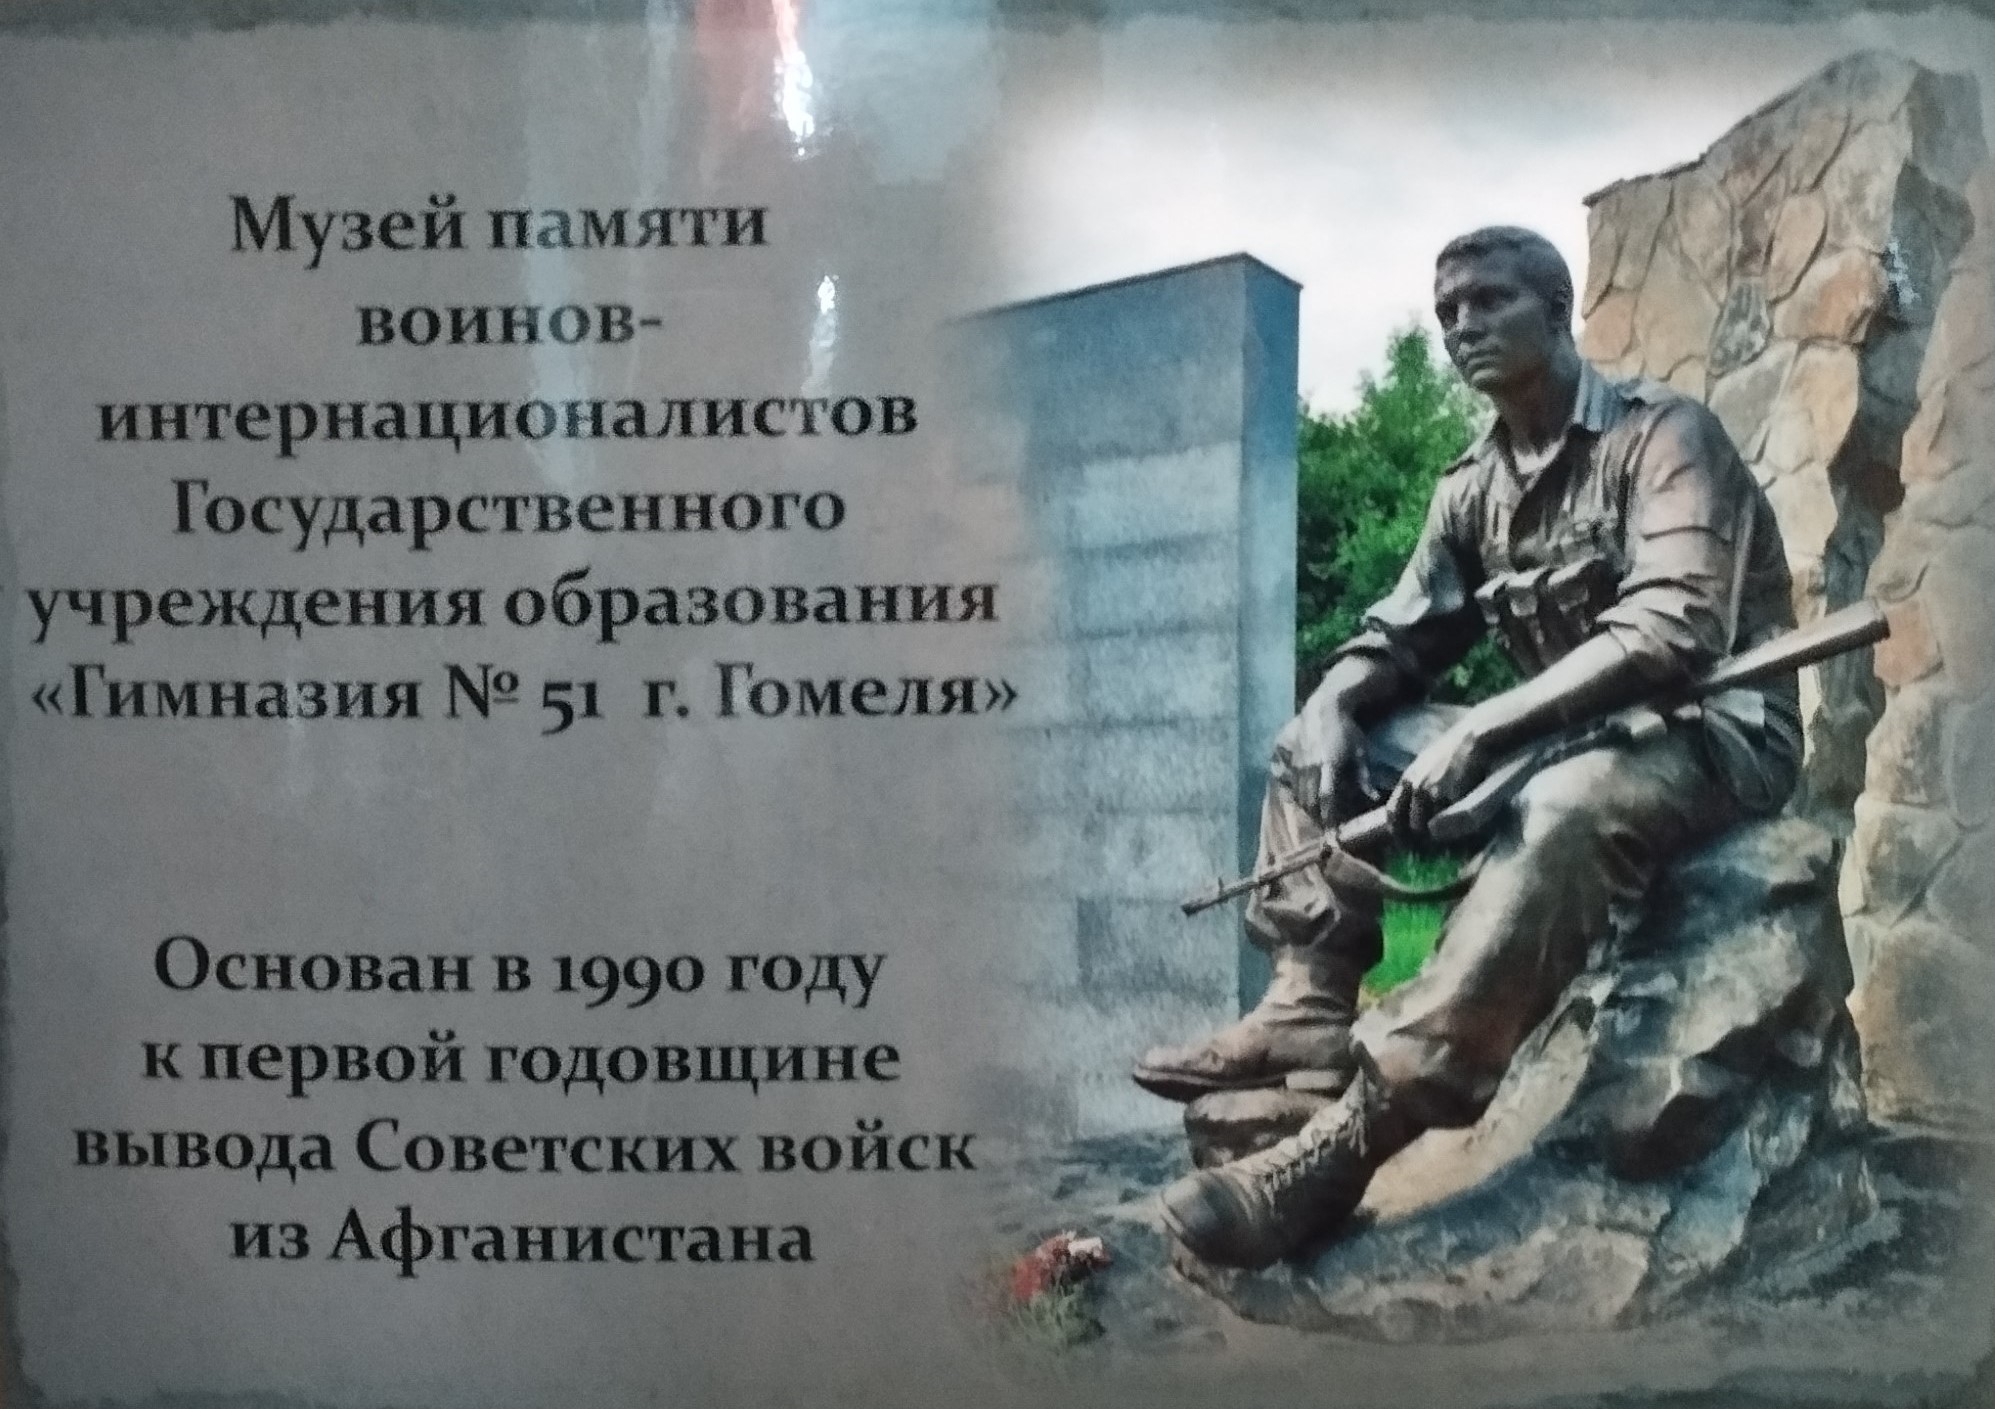 Музей памяти
воинов-
интернационалистов
Государственного
учреждения образования
«Гимназия № 51 г. Гомеля»
Основан в 1990 году
к первой годовщине
вывода Советских войск
из Афганистана